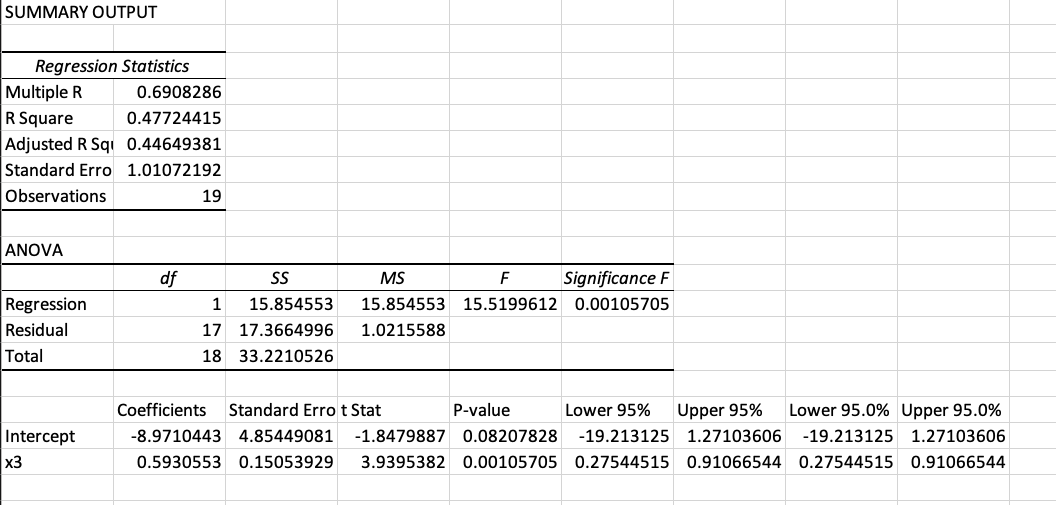 SUMMARY OUTPUT
Regression Statistics
Multiple R 0.6908286
R Square 0.47724415
Adjusted R Squ 0.44649381
Standard Erro 1.01072192
Observations 19
ANOVA
df SS MS F Significance F
Regression 1 15.854553 15.854553 15.5199612 0.00105705
Residual 17 17.3664996 1.0215588
Total 18 33.2210526
Coefficients Standard Erro t Stat P-value Lower 95% Upper 95% Lower 95.0% Upper 95.0%
Intercept -8.9710443 4.85449081 -1.8479887 0.08207828 -19.213125 1.27103606 -19.213125 1.27103606
x3 0.5930553 0.15053929 3.9395382 0.00105705 0.27544515 0.91066544 0.27544515 0.91066544